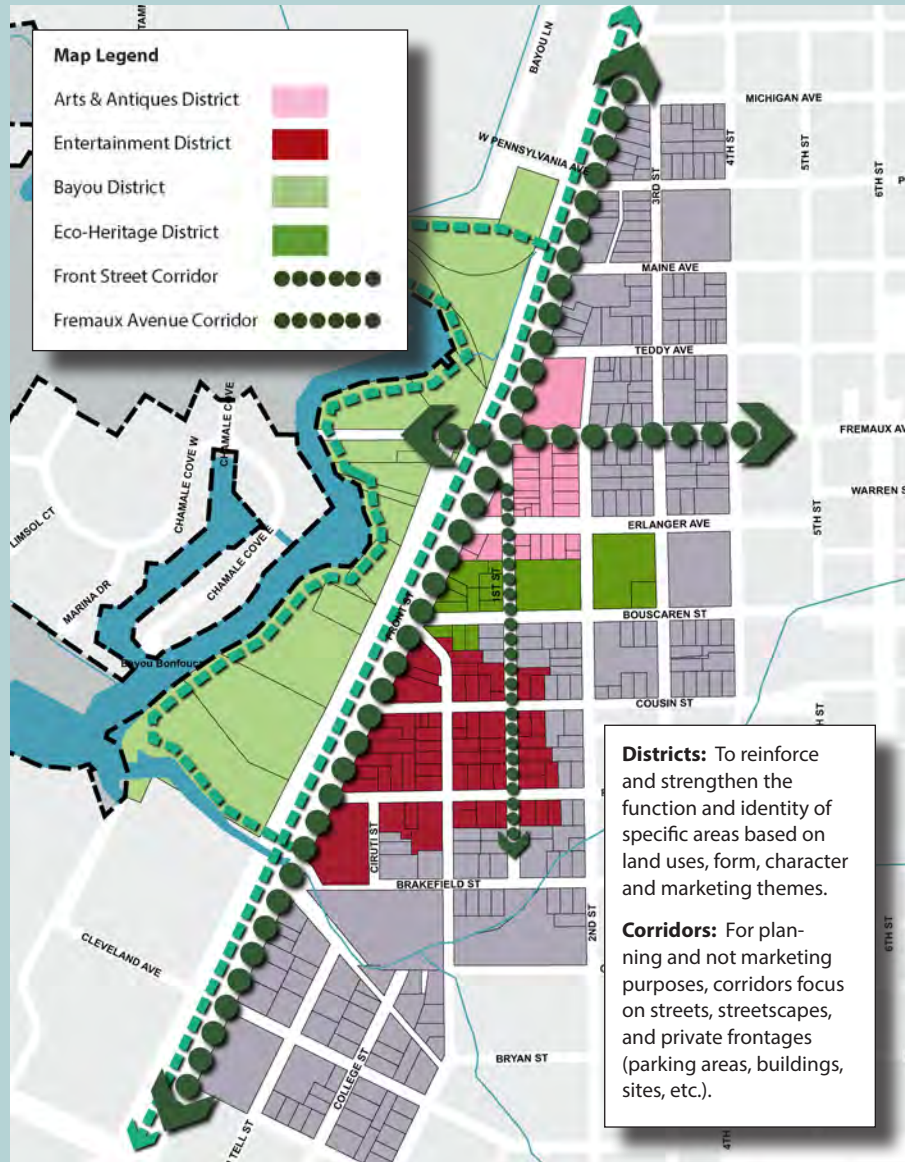 Map Legend
Arts & Antiques District
Entertainment District
Bayou District
Eco-Heritage District
Front Street Corridor
Fremaux Avenue Corridor
BAYOU LN
MICHIGAN AVE
W PENNSYLVANIA AVE
3RD ST
4TH ST
5TH ST
6TH ST
P
MAINE AVE
TEDDY AVE
FREMAUX AV
WARREN S
5TH ST
ERLANGER AVE
1ST ST
FRONT ST
BOUSCAREN ST
COUSIN ST
CHAMALE COVE W
CHAMALE COVE
CHAMALE COVE E
LIMSOL CT
MARINA DR
Bayou Bonfouca
CIRUTI ST
BRAKEFIELD ST
2ND ST
6TH ST
CLEVELAND AVE
COLLEGE ST
BRYAN ST
TELL ST
4TH
Districts: To reinforce
and strengthen the
function and identity of
specific areas based on
land uses, form, character
and marketing themes.
Corridors: For plan-
ning and not marketing
purposes, corridors focus
on streets, streetscapes,
and private frontages
(parking areas, buildings,
sites, etc.).